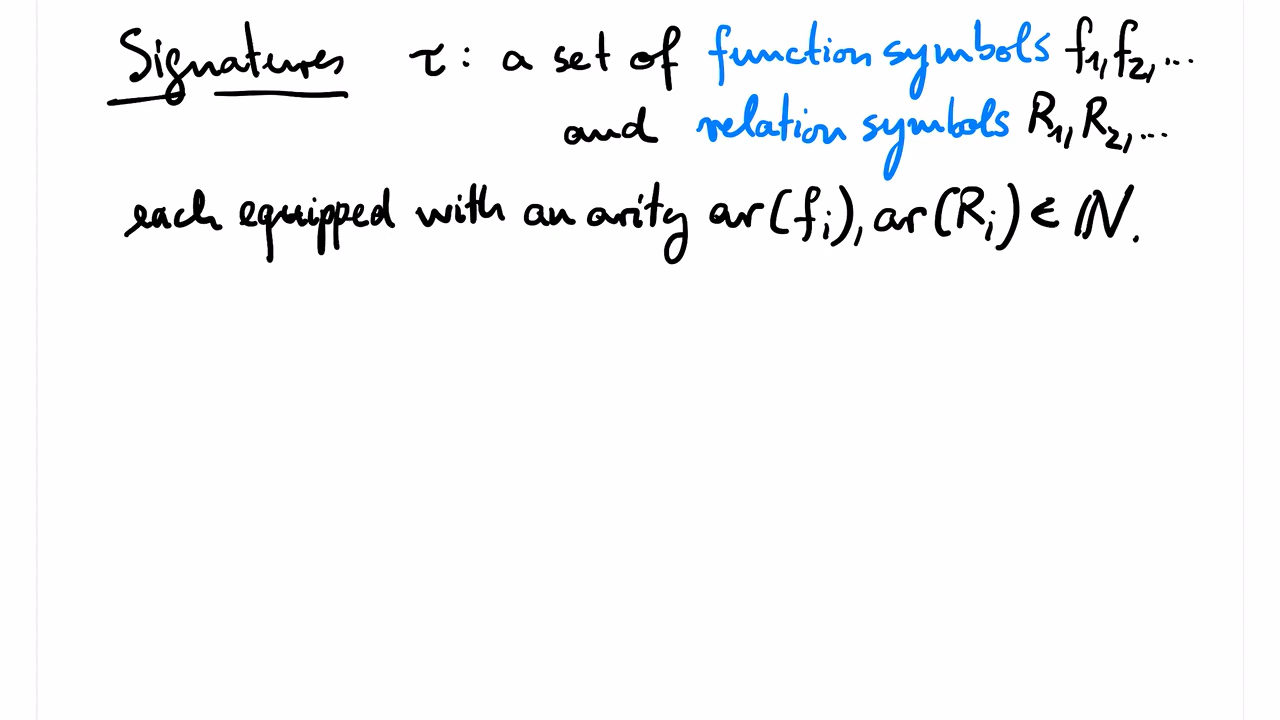 Signatures τ: a set of function symbols f₁, f₂, ...
and relation symbols R₁, R₂, ...
each equipped with an arity ar(fᵢ), ar(Rᵢ) ∈ ℕ.